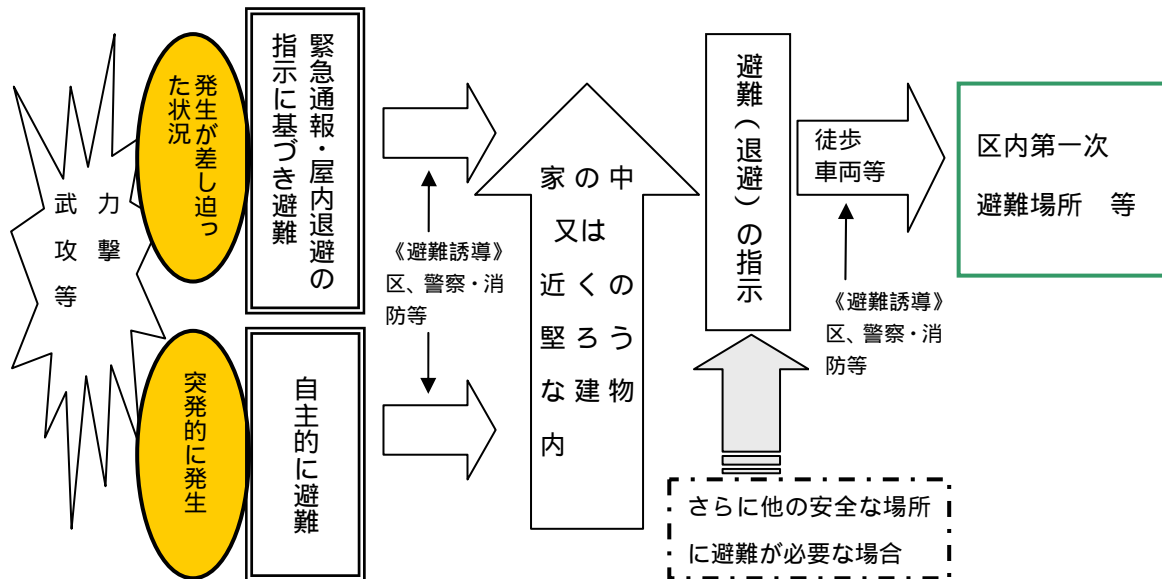 武力
攻撃
等
発生が差し迫っ
た状況
緊急通報・屋内退避の
指示に基づき避難
突発的に発生
自主的に避難
《避難誘導》
区、警察・消
防等
家の中
又は
近くの
堅ろう
な建物
内
避難(退避)の指示
さらに他の安全な場所
に避難が必要な場合
徒歩
車両等
《避難誘導》
区、警察・消
防等
区内第一次
避難場所 等